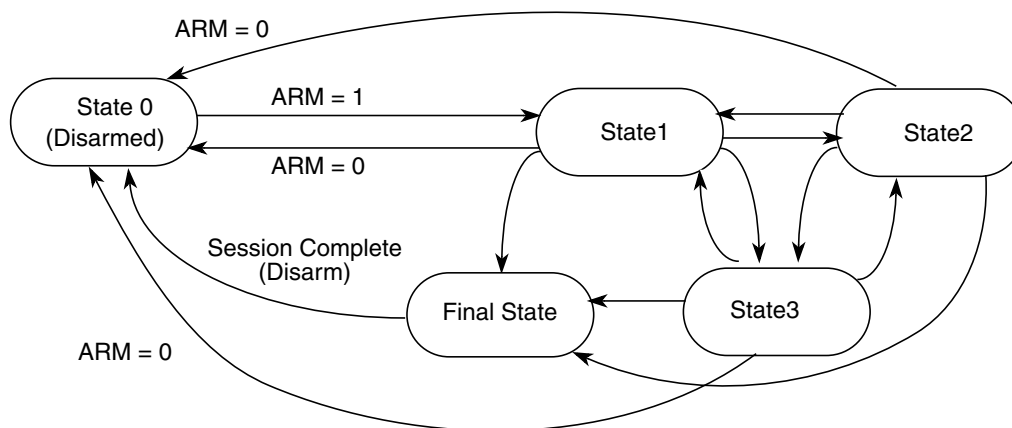 ARM = 0
State 0
(Disarmed)
ARM = 1
State1
State2
ARM = 0
Session Complete
(Disarm)
Final State
State3
ARM = 0